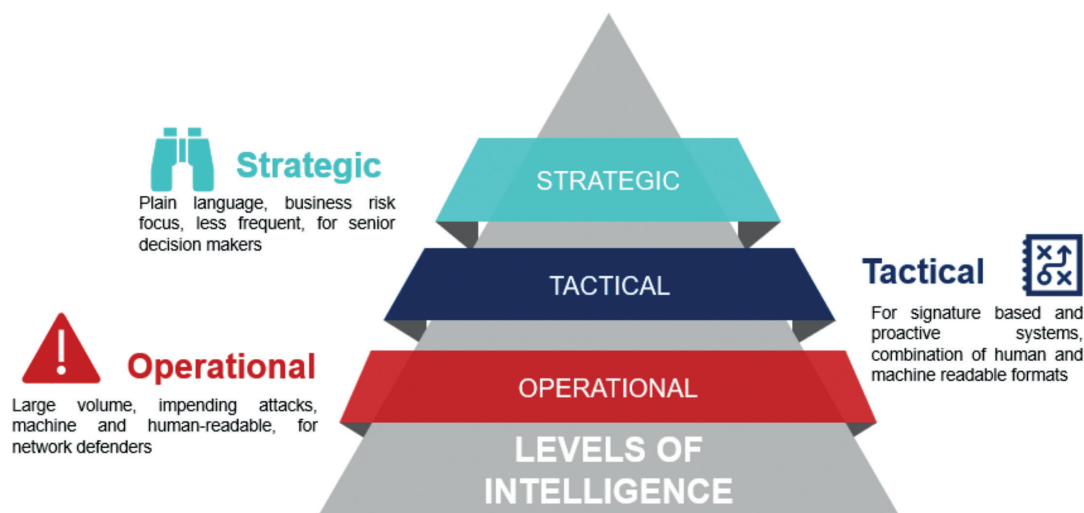 Strategic
Plain language, business risk
focus, less frequent, for senior
decision makers
STRATEGIC
TACTICAL
Tactical
For signature based and
proactive systems,
combination of human and
machine readable formats
Operational
Large volume, impending attacks,
machine and human-readable, for
network defenders
OPERATIONAL
LEVELS OF
INTELLIGENCE